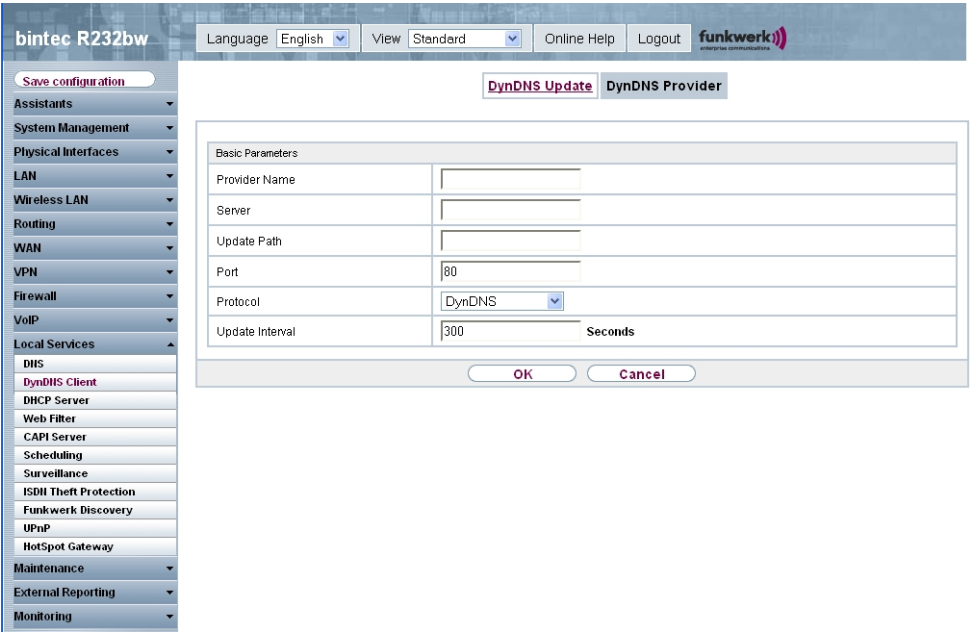 bintec R232bw
Language English View Standard Online Help Logout funkwerk
enterprise communications
Save configuration
Assistants
System Management
Physical Interfaces
LAN
Wireless LAN
Routing
WAN
VPN
Firewall
VoIP
Local Services
DNS
DynDNS Client
DHCP Server
Web Filter
CAPI Server
Scheduling
Surveillance
ISDN Theft Protection
Funkwerk Discovery
UPnP
HotSpot Gateway
Maintenance
External Reporting
Monitoring
DynDNS Update DynDNS Provider
Basic Parameters
Provider Name
Server
Update Path
Port 80
Protocol DynDNS
Update Interval 300 Seconds
OK Cancel